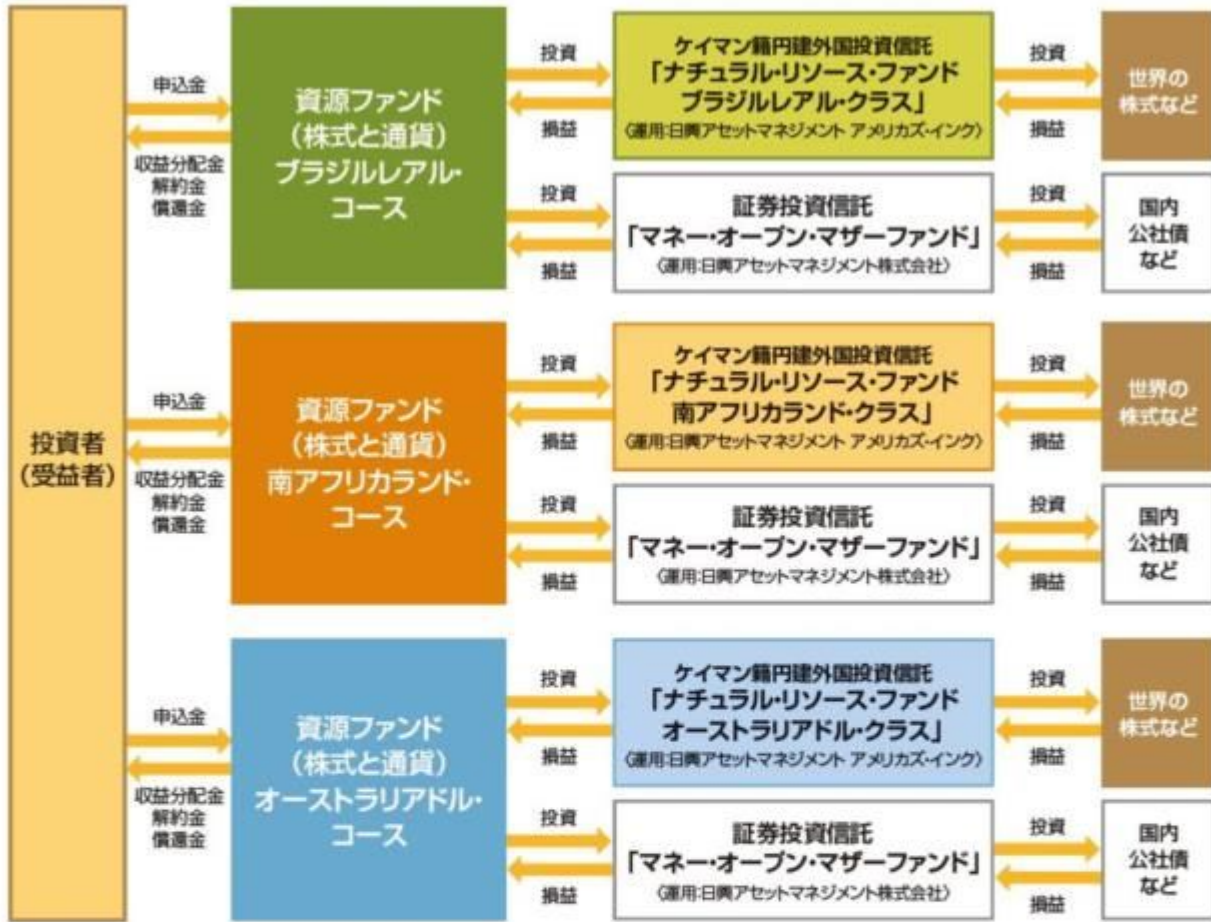 投資者
(受益者)
申込金
収益分配金
解約金
償還金
資源ファンド
(株式と通貨)
ブラジルレアル・
コース
投資
損益
ケイマン籍円建外国投資信託
「ナチュラル・リソース・ファンド
ブラジルレアル・クラス」
〈運用:日興アセットマネジメント アメリカズ・インク〉
投資
損益
世界の
株式など
投資
損益
証券投資信託
「マネー・オープン・マザーファンド」
〈運用:日興アセットマネジメント株式会社〉
投資
損益
国内
公社債
など
申込金
収益分配金
解約金
償還金
資源ファンド
(株式と通貨)
南アフリカランド・
コース
投資
損益
ケイマン籍円建外国投資信託
「ナチュラル・リソース・ファンド
南アフリカランド・クラス」
〈運用:日興アセットマネジメント アメリカズ・インク〉
投資
損益
世界の
株式など
投資
損益
証券投資信託
「マネー・オープン・マザーファンド」
〈運用:日興アセットマネジメント株式会社〉
投資
損益
国内
公社債
など
申込金
収益分配金
解約金
償還金
資源ファンド
(株式と通貨)
オーストラリアドル・
コース
投資
損益
ケイマン籍円建外国投資信託
「ナチュラル・リソース・ファンド
オーストラリアドル・クラス」
〈運用:日興アセットマネジメント アメリカズ・インク〉
投資
損益
世界の
株式など
投資
損益
証券投資信託
「マネー・オープン・マザーファンド」
〈運用:日興アセットマネジメント株式会社〉
投資
損益
国内
公社債
など